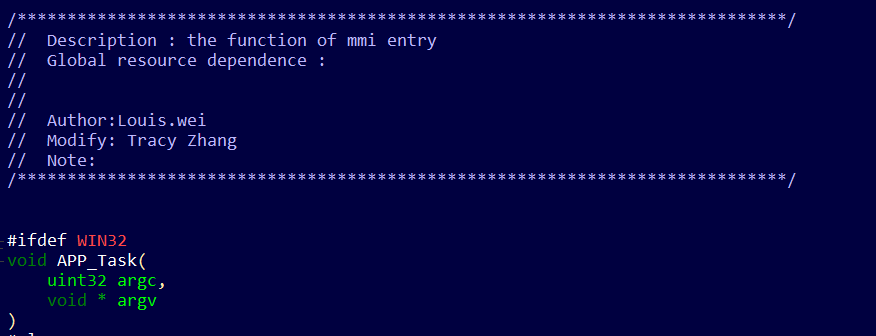 /*****************************************************************************/
//  Description : the function of mmi entry
//  Global resource dependence :
//
//
//  Author:Louis.wei
//  Modify: Tracy Zhang
//  Note:
/*****************************************************************************/
#ifdef WIN32
void APP_Task(
    uint32 argc,
    void * argv
)